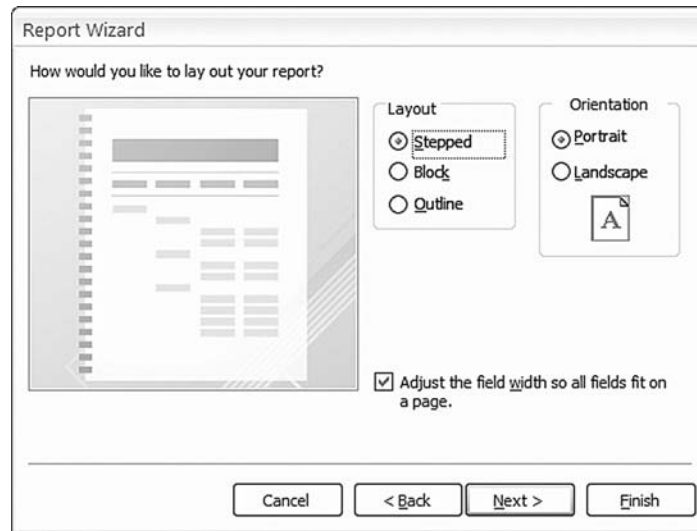 Report Wizard
How would you like to lay out your report?
Layout
Stepped
Block
Outline
Orientation
Portrait
Landscape
A
Adjust the field width so all fields fit on
a page.
Cancel
< Back
Next >
Finish